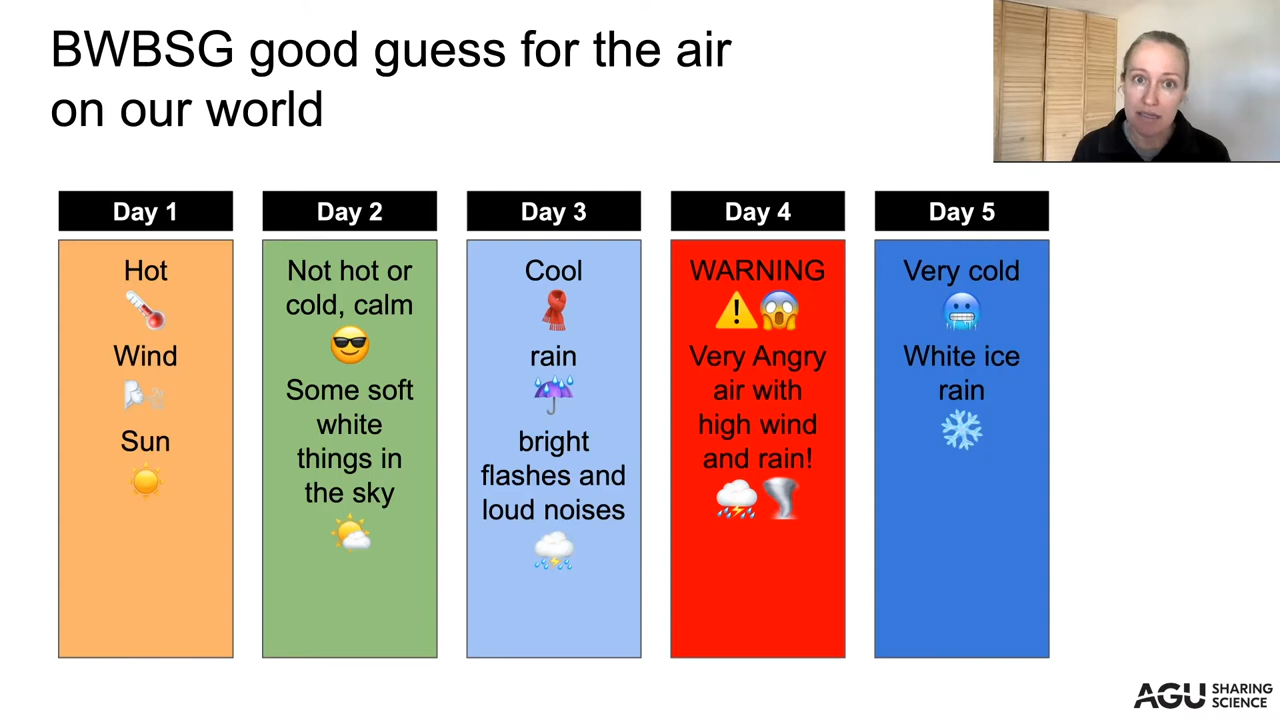 BWBSG good guess for the air
on our world
Day 1
Hot
Wind
Sun
Day 2
Not hot or
cold, calm
Some soft
white
things in
the sky
Day 3
Cool
rain
bright
flashes and
loud noises
Day 4
WARNING
Very Angry
air with
high wind
and rain!
Day 5
Very cold
White ice
rain
AGU SHARING
SCIENCE